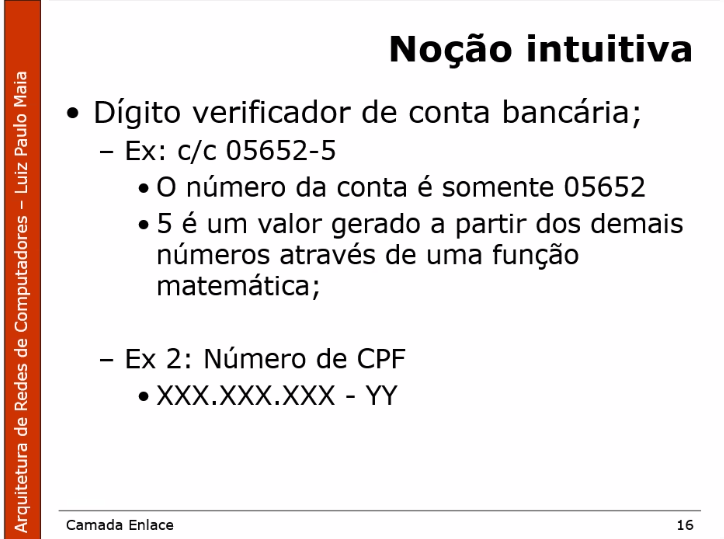 Noção intuitiva
• Dígito verificador de conta bancária;
– Ex: c/c 05652-5
• O número da conta é somente 05652
• 5 é um valor gerado a partir dos demais
números através de uma função
matemática;
– Ex 2: Número de CPF
• XXX.XXX.XXX - YY
Arquitetura de Redes de Computadores – Luiz Paulo Maia
Camada Enlace
16